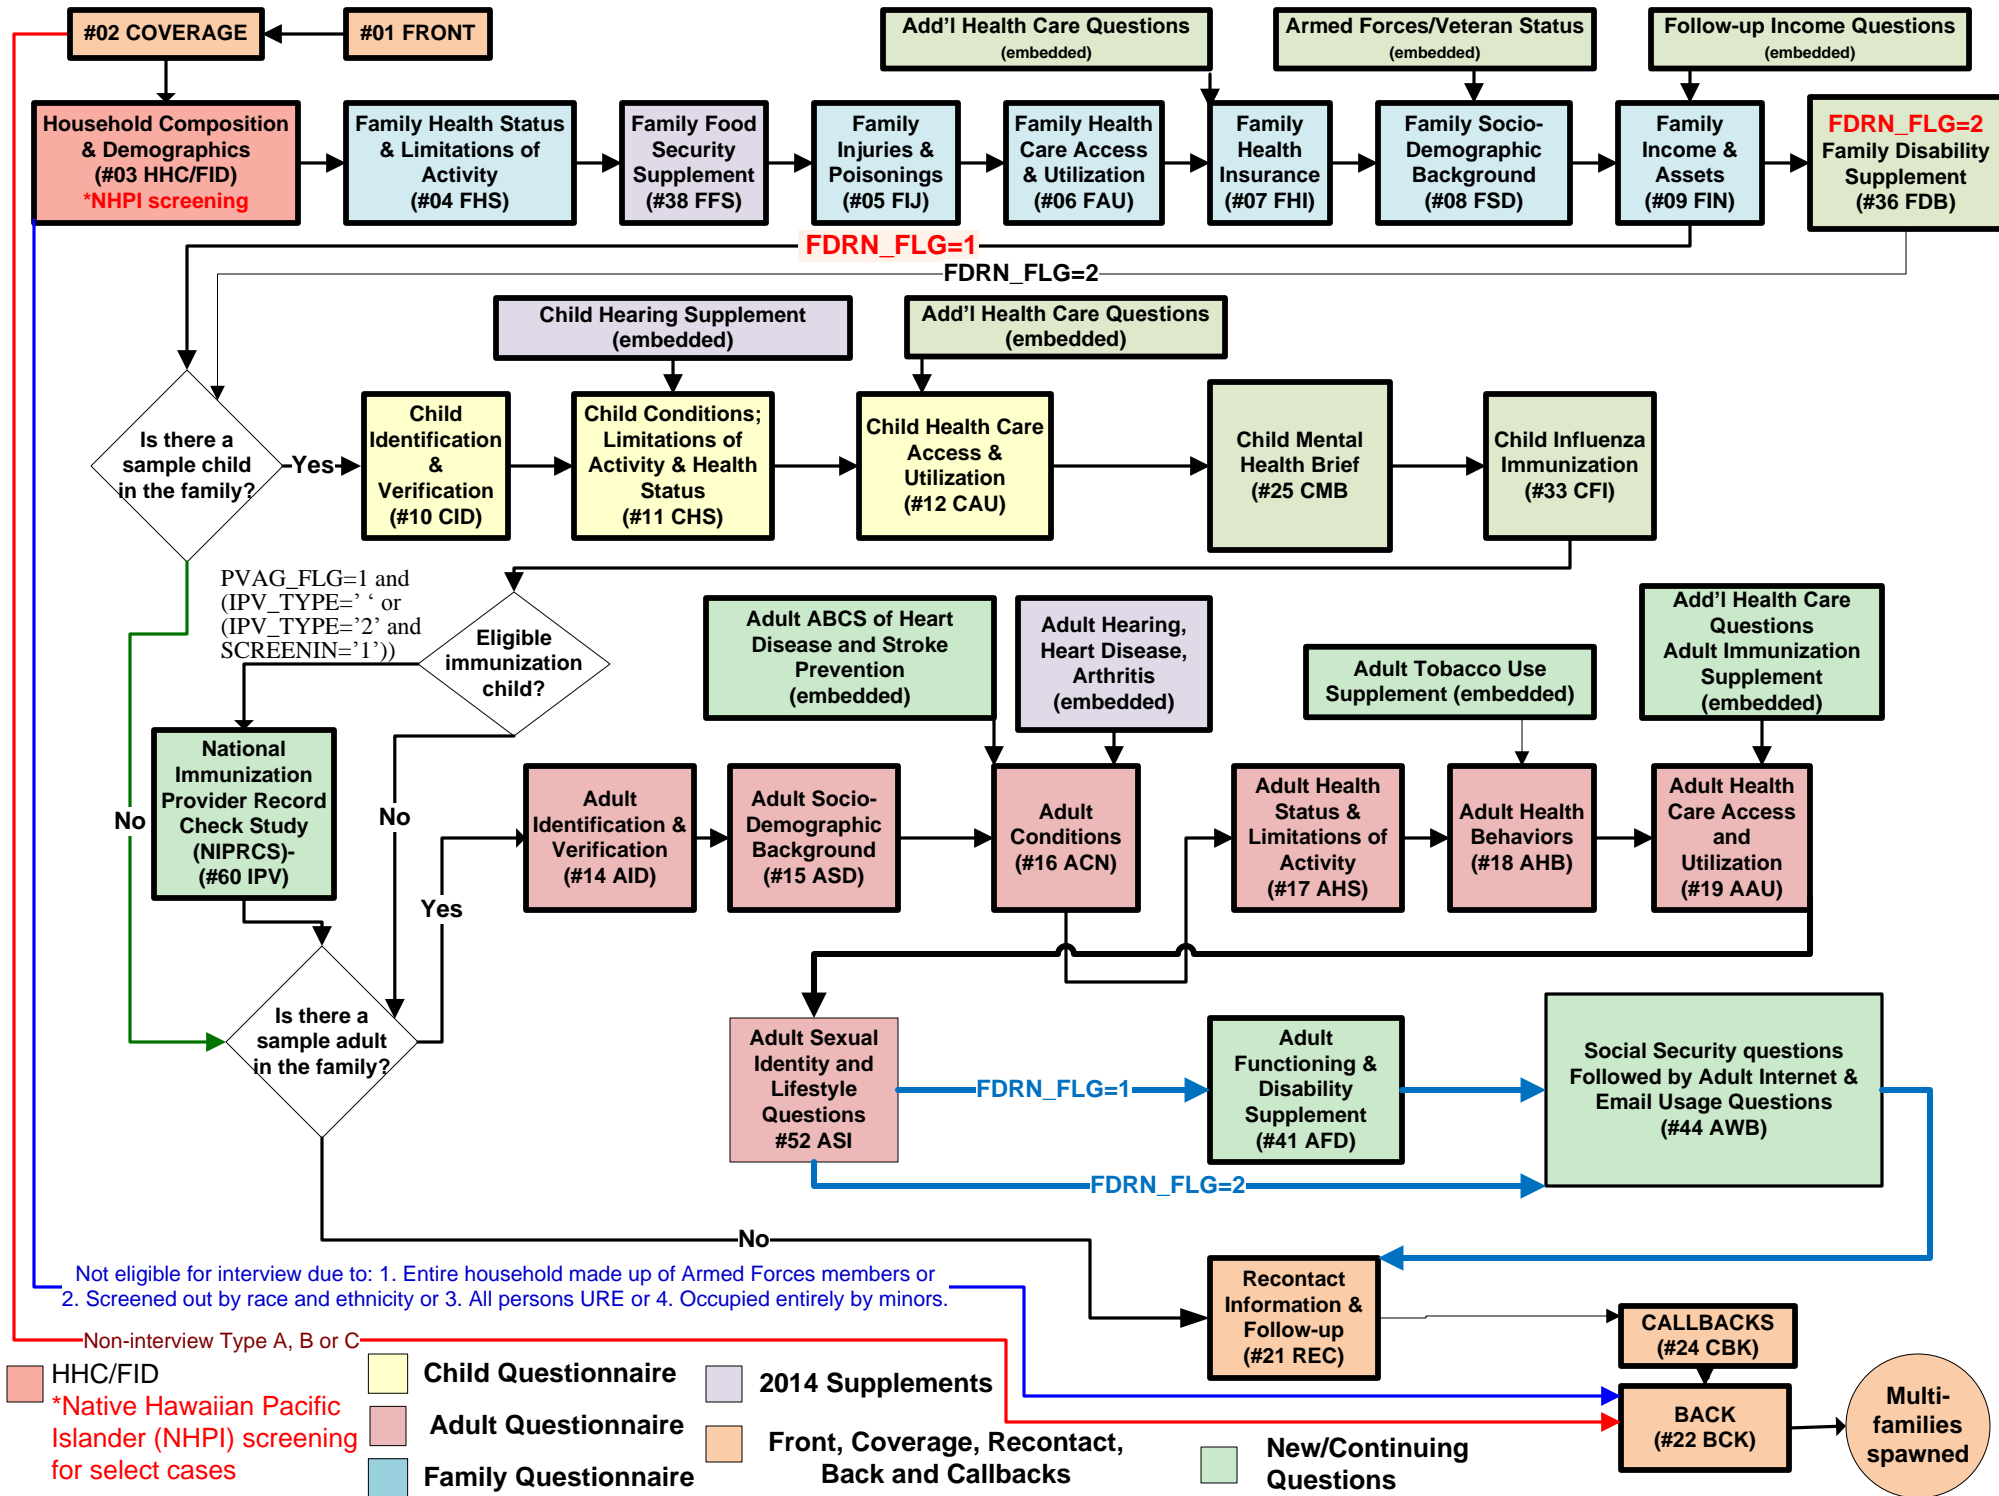 #02 COVERAGE
#01 FRONT
Add'l Health Care Questions
(embedded)
Armed Forces/Veteran Status
(embedded)
Follow-up Income Questions
(embedded)
Household Composition
& Demographics
(#03 HHC/FID)
*NHPI screening
Family Health Status
& Limitations of
Activity
(#04 FHS)
Family Food
Security
Supplement
(#38 FFS)
Family
Injuries &
Poisonings
(#05 FIJ)
Family Health
Care Access
& Utilization
(#06 FAU)
Family
Health
Insurance
(#07 FHI)
Family Socio-
Demographic
Background
(#08 FSD)
Family
Income &
Assets
(#09 FIN)
FDRN_FLG=2
Family Disability
Supplement
(#36 FDB)
FDRN_FLG=1
FDRN_FLG=2
Child Hearing Supplement
(embedded)
Add'l Health Care Questions
(embedded)
Is there a
sample child
in the family?
Yes
Child
Identification
&
Verification
(#10 CID)
Child Conditions;
Limitations of
Activity & Health
Status
(#11 CHS)
Child Health Care
Access &
Utilization
(#12 CAU)
Child Mental
Health Brief
(#25 CMB
Child Influenza
Immunization
(#33 CFI)
PVAG_FLG=1 and
(IPV_TYPE=' ‘ or
(IPV_TYPE='2' and
SCREENIN='1'))
Eligible
immunization
child?
Adult ABCS of Heart
Disease and Stroke
Prevention
(embedded)
Adult Hearing,
Heart Disease,
Arthritis
(embedded)
Adult Tobacco Use
Supplement (embedded)
Add'l Health Care
Questions
Adult Immunization
Supplement
(embedded)
No
National
Immunization
Provider Record
Check Study
(NIPRCS)-
(#60 IPV)
No
Yes
Adult
Identification &
Verification
(#14 AID)
Adult Socio-
Demographic
Background
(#15 ASD)
Adult
Conditions
(#16 ACN)
Adult Health
Status &
Limitations of
Activity
(#17 AHS)
Adult Health
Behaviors
(#18 AHB)
Adult Health
Care Access
and
Utilization
(#19 AAU)
Is there a
sample adult
in the family?
Adult Sexual
Identity and
Lifestyle
Questions
#52 ASI
FDRN_FLG=1
Adult
Functioning &
Disability
Supplement
(#41 AFD)
Social Security questions
Followed by Adult Internet &
Email Usage Questions
(#44 AWB)
FDRN_FLG=2
No
Not eligible for interview due to: 1. Entire household made up of Armed Forces members or
2. Screened out by race and ethnicity or 3. All persons URE or 4. Occupied entirely by minors.
Recontact
Information &
Follow-up
(#21 REC)
CALLBACKS
(#24 CBK)
Non-interview Type A, B or C
BACK
(#22 BCK)
Multi-
families
spawned
HHC/FID
*Native Hawaiian Pacific
Islander (NHPI) screening
for select cases
Child Questionnaire
Adult Questionnaire
Family Questionnaire
2014 Supplements
Front, Coverage, Recontact,
Back and Callbacks
New/Continuing
Questions